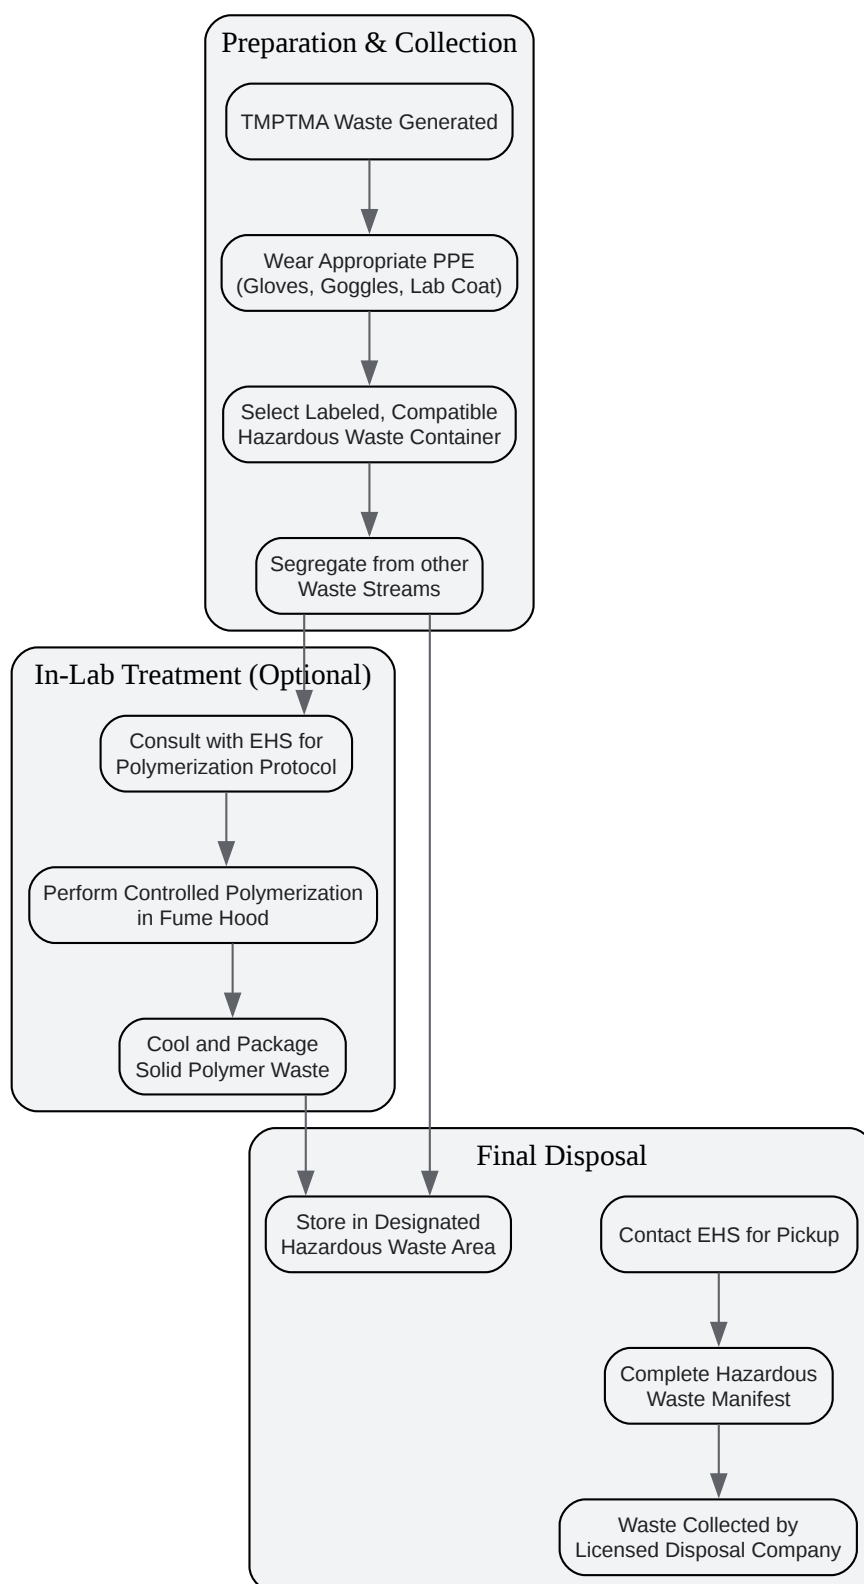 Preparation & Collection
TMPTMA Waste Generated
Wear Appropriate PPE
(Gloves, Goggles, Lab Coat)
Select Labeled, Compatible
Hazardous Waste Container
Segregate from other
Waste Streams
In-Lab Treatment (Optional)
Consult with EHS for
Polymerization Protocol
Perform Controlled Polymerization
in Fume Hood
Cool and Package
Solid Polymer Waste
Final Disposal
Store in Designated
Hazardous Waste Area
Contact EHS for Pickup
Complete Hazardous
Waste Manifest
Waste Collected by
Licensed Disposal Company